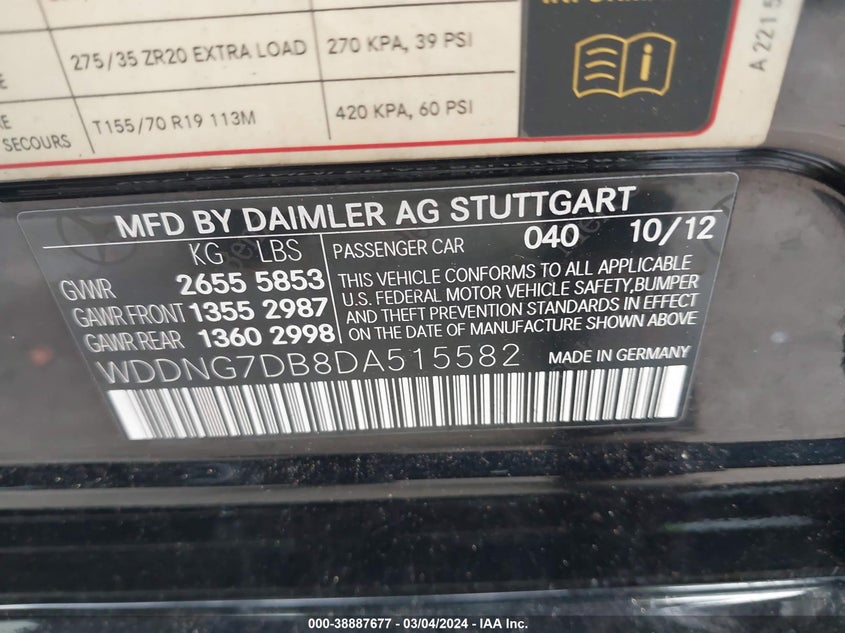 275/35 ZR20 EXTRA LOAD 270 KPA, 39 PSI
SECOURS T155/70 R19 113M 420 KPA, 60 PSI
A 221 5
MFD BY DAIMLER AG STUTTGART
KG LBS PASSENGER CAR 040 10/12
GVWR 2655 5853
GAWR FRONT 1355 2987
GAWR REAR 1360 2998
THIS VEHICLE CONFORMS TO ALL APPLICABLE
U.S. FEDERAL MOTOR VEHICLE SAFETY,BUMPER
AND THEFT PREVENTION STANDARDS IN EFFECT
ON THE DATE OF MANUFACTURE SHOWN ABOVE
WDDNG7DB8DA515582 MADE IN GERMANY
000-38887677 - 03/04/2024 - IAA Inc.